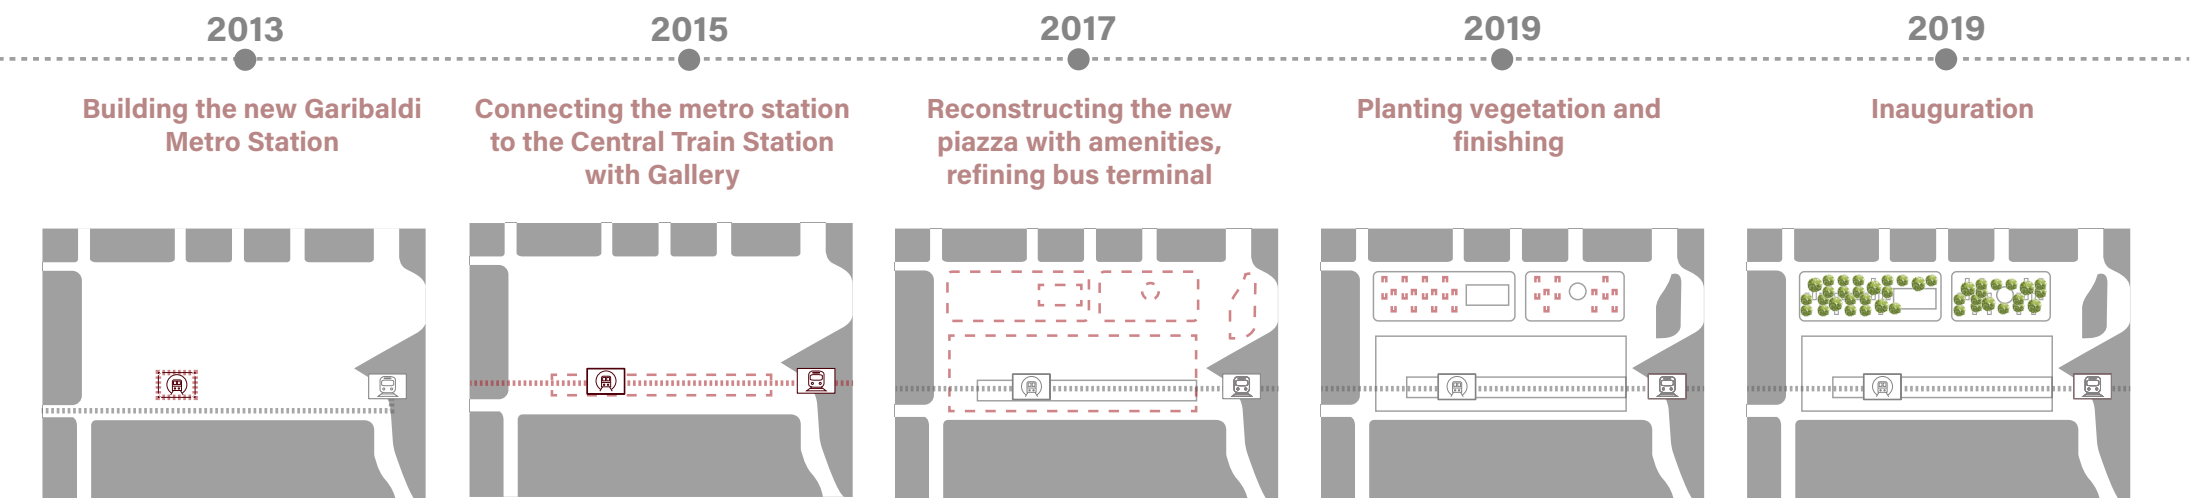 2013
Building the new Garibaldi
Metro Station
2015
Connecting the metro station
to the Central Train Station
with Gallery
2017
Reconstructing the new
piazza with amenities,
refining bus terminal
2019
Planting vegetation and
finishing
2019
Inauguration